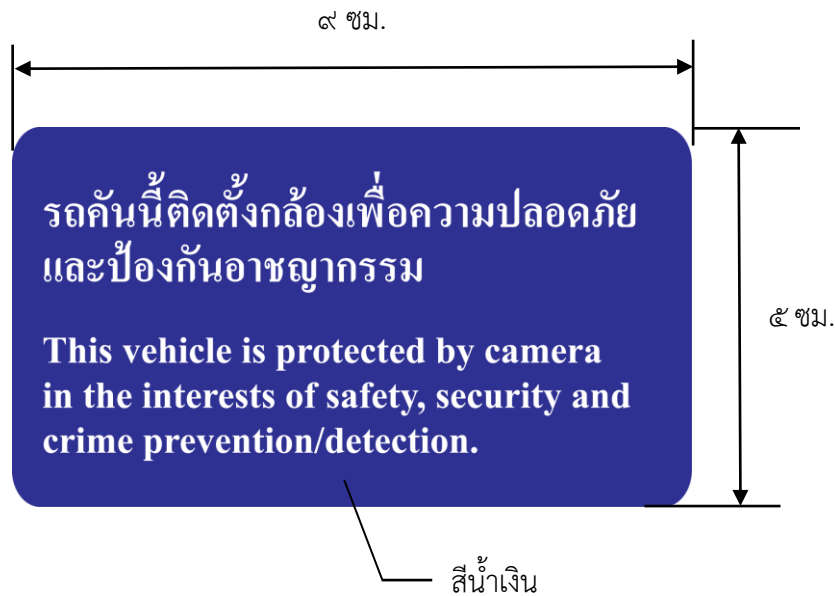 ๙ ซม.
รถคันนี้ติดตั้งกล้องเพื่อความปลอดภัย
และป้องกันอาชญากรรม
This vehicle is protected by camera
in the interests of safety, security and
crime prevention/detection.
๕ ซม.
สีน้ำเงิน